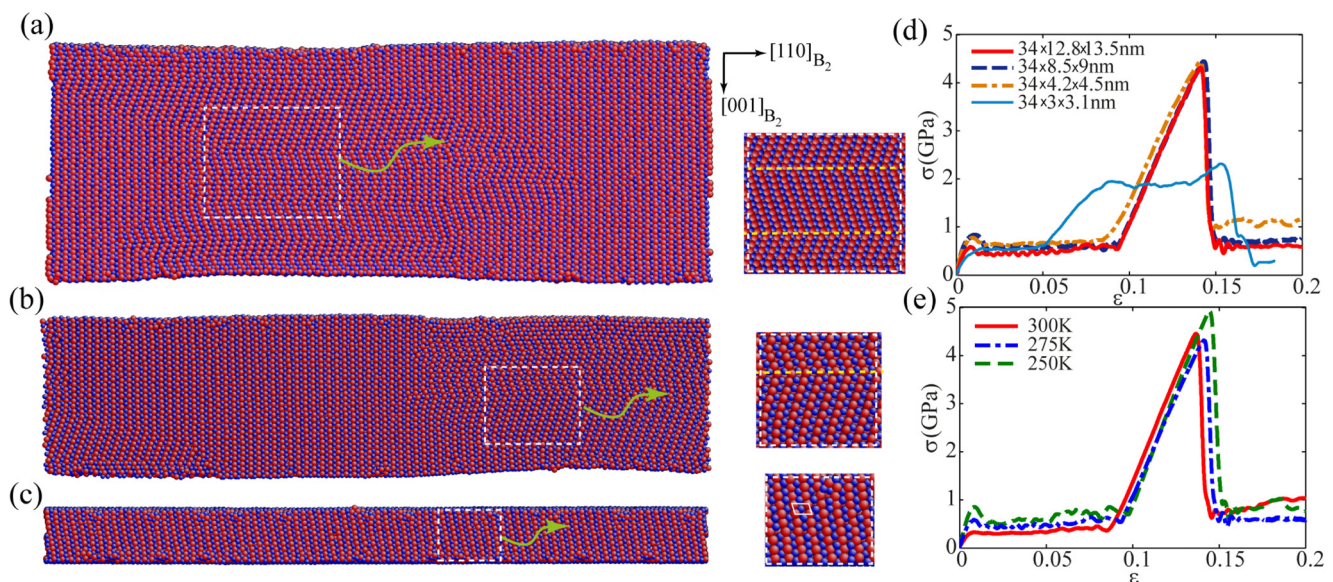 (a)
[110]B2
[001]B2
(b)
(c)
(d)
σ(GPa)
5
4
3
2
1
0
34×12.8×13.5nm
34×8.5×9nm
34×4.2×4.5nm
34×3×3.1nm
0 0.05 0.1 0.15 0.2
ε
(e)
σ(GPa)
5
4
3
2
1
0
300K
275K
250K
0 0.05 0.1 0.15 0.2
ε